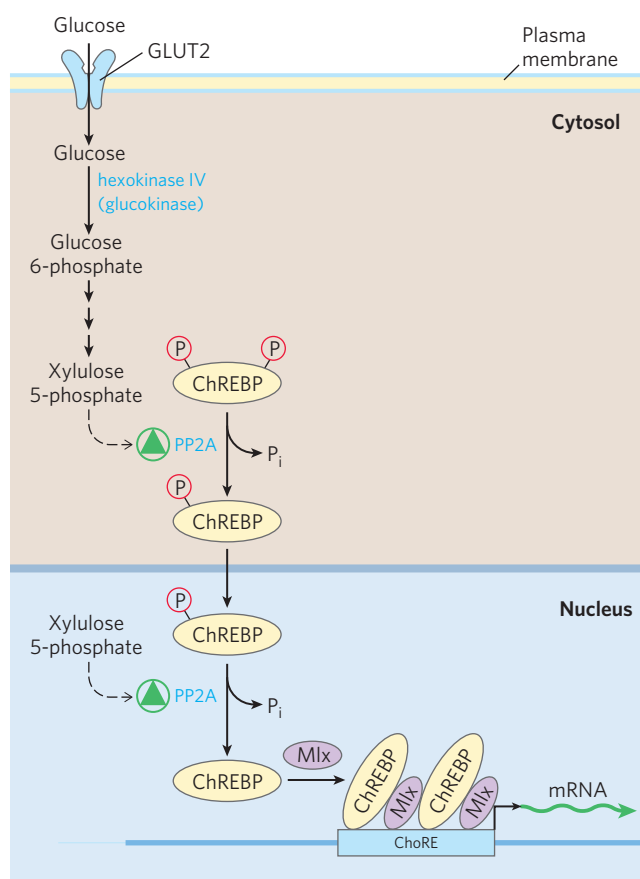 Glucose
GLUT2
Plasma
membrane
Cytosol
Glucose
hexokinase IV
(glucokinase)
Glucose
6-phosphate
Xylulose
5-phosphate
P
P
ChREBP
PP2A
Pi
P
ChREBP
Nucleus
P
ChREBP
Xylulose
5-phosphate
PP2A
Pi
ChREBP
Mlx
ChREBP
Mlx
ChREBP
Mlx
mRNA
ChoRE